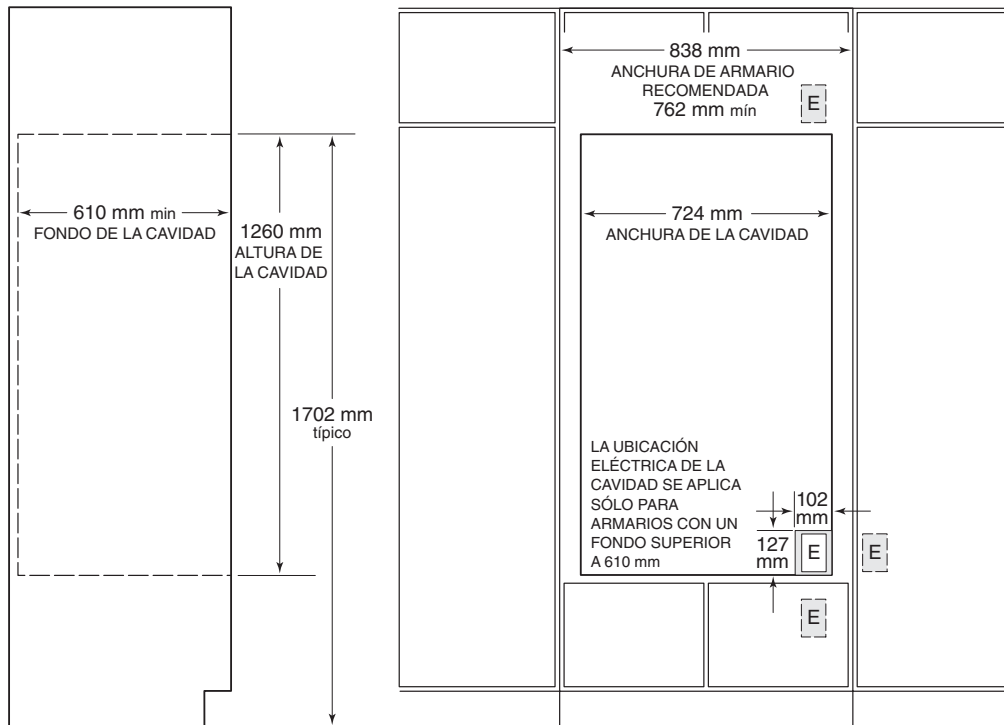 610 mm min
FONDO DE LA CAVIDAD
1260 mm
ALTURA DE
LA CAVIDAD
1702 mm
típico
838 mm
ANCHURA DE ARMARIO
RECOMENDADA
762 mm mín
E
724 mm
ANCHURA DE LA CAVIDAD
LA UBICACIÓN
ELÉCTRICA DE LA
CAVIDAD SE APLICA
SÓLO PARA
ARMARIOS CON UN
FONDO SUPERIOR
A 610 mm
102
mm
127
mm
E
E
E